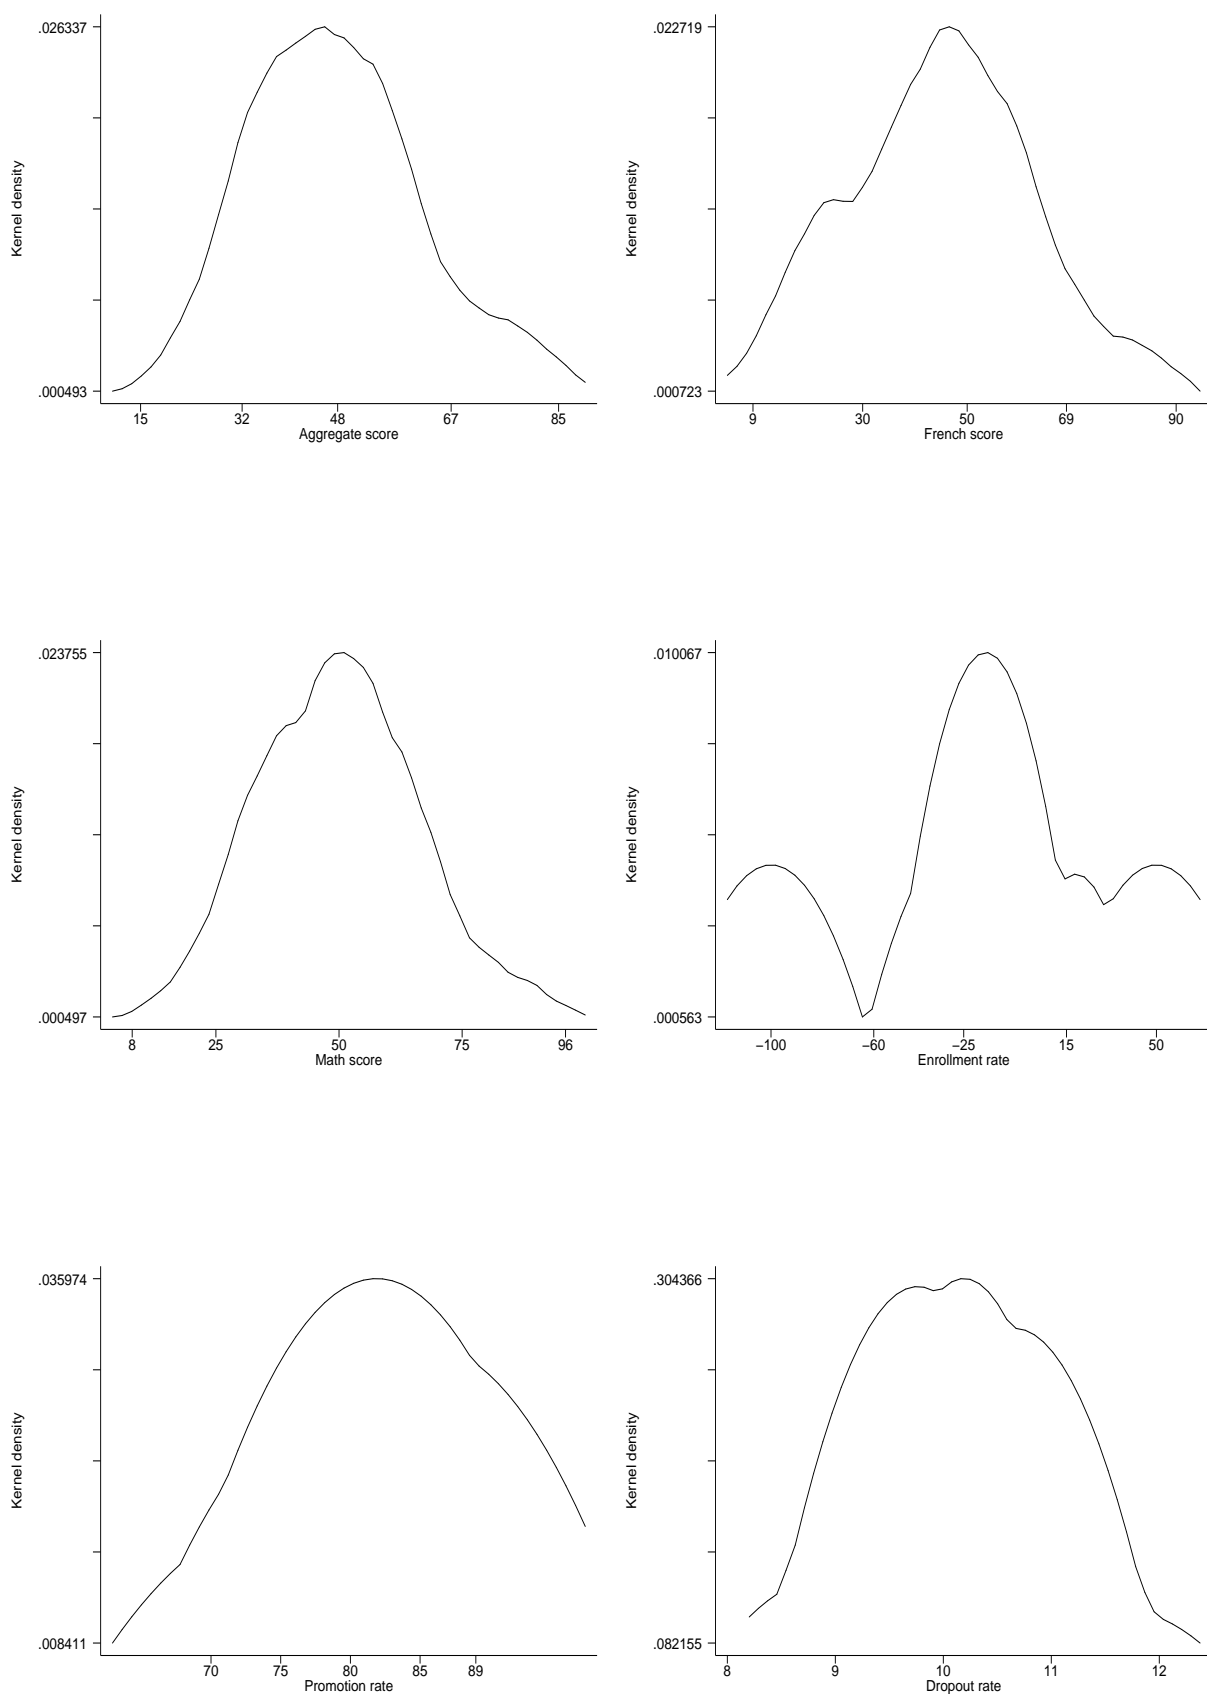 .026337
Kernel density
.000493
15 32 48 67 85
Aggregate score
.022719
Kernel density
.000723
9 30 50 69 90
French score
.023755
Kernel density
.000497
8 25 50 75 96
Math score
.010067
Kernel density
.000563
−100 −60 −25 15 50
Enrollment rate
.035974
Kernel density
.008411
70 75 80 85 89
Promotion rate
.304366
Kernel density
.082155
8 9 10 11 12
Dropout rate